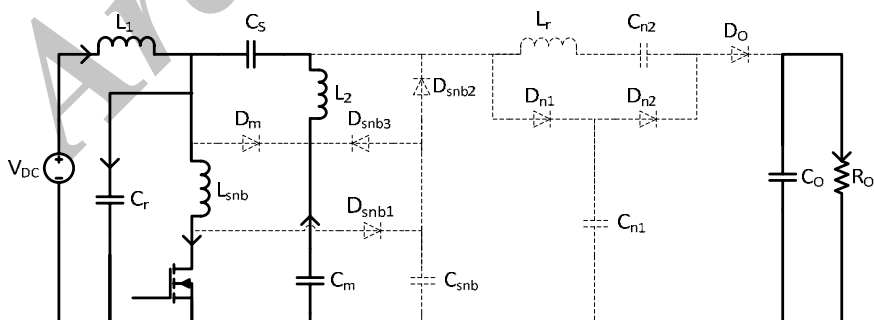 L1
CS
Lr
Cn2
DO
L2
Dsnb2
Dn1
Dn2
Dm
Dsnb3
VDC
Cr
Lsnb
CO
RO
Dsnb1
Cn1
Cm
Csnb